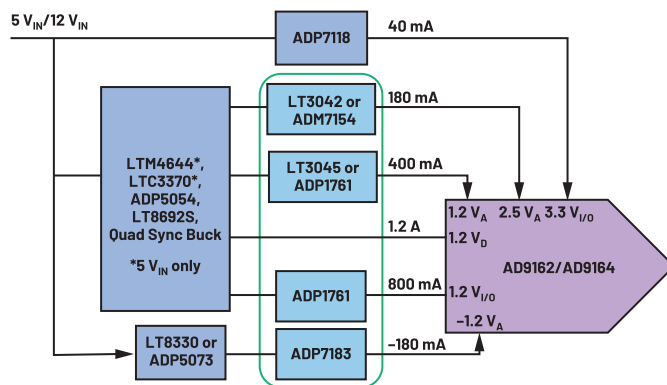 5 VIN/12 VIN
ADP7118
40 mA
LTM4644*,
LTC3370*,
ADP5054,
LT8692S,
Quad Sync Buck
*5 VIN only
LT3042 or
ADM7154
180 mA
LT3045 or
ADP1761
400 mA
1.2 A
ADP1761
800 mA
LT8330 or
ADP5073
ADP7183
–180 mA
1.2 VA 2.5 VA 3.3 VI/O
1.2 VD
AD9162/AD9164
1.2 VI/O
–1.2 VA